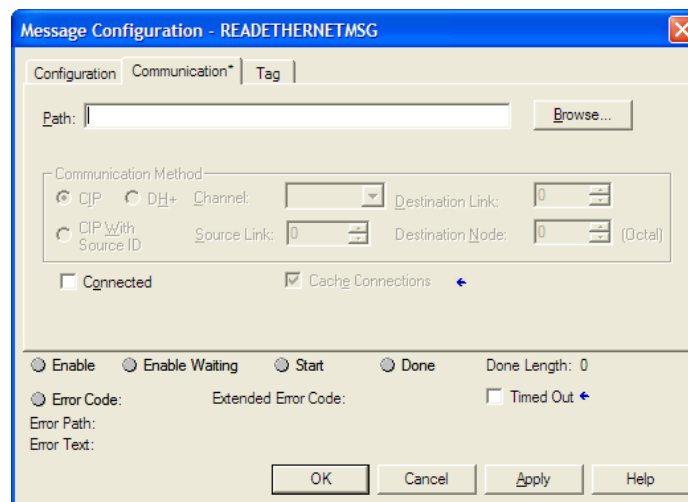 Message Configuration - READETHERNETMSG
Configuration Communication* Tag
Path: Browse...
Communication Method
CIP DH+ Channel: Destination Link: 0
CIP With Source ID Source Link: 0 Destination Node: 0 (Octal)
Connected Cache Connections ←
Enable Enable Waiting Start Done Done Length: 0
Error Code: Extended Error Code: Timed Out ←
Error Path:
Error Text:
OK Cancel Apply Help